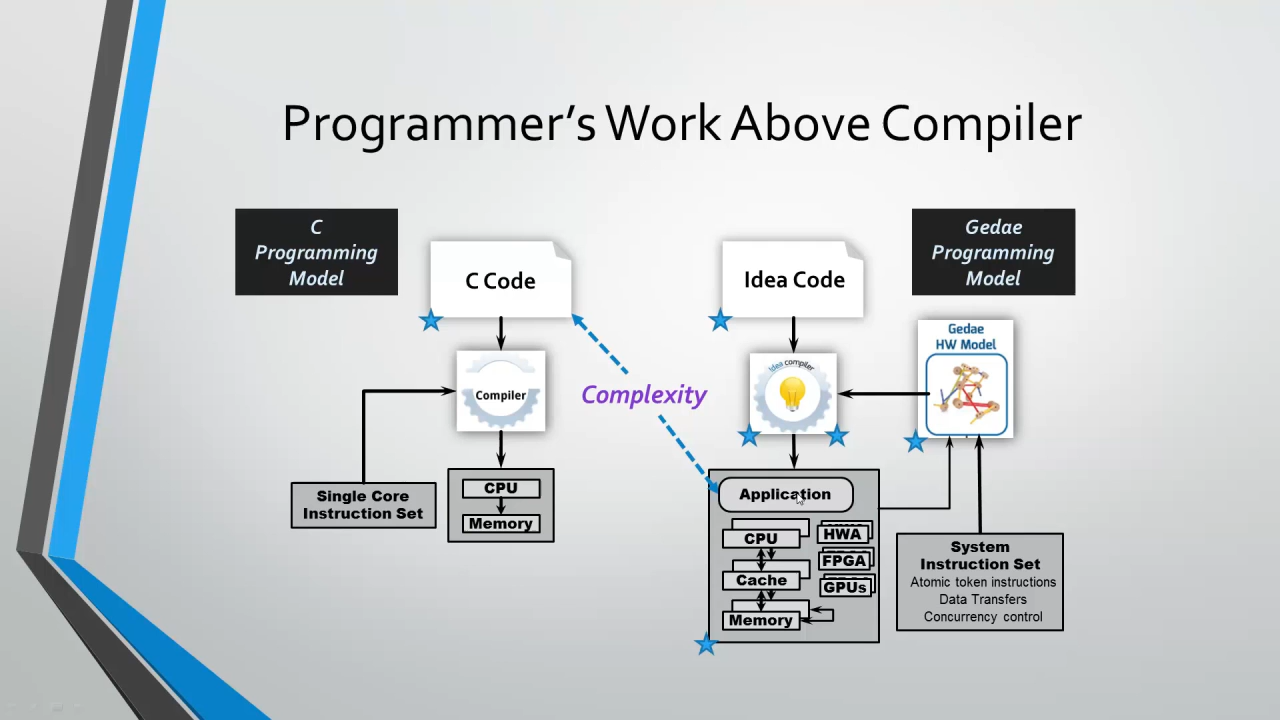 Programmer's Work Above Compiler
C
Programming
Model
C Code
Compiler
Single Core
Instruction Set
CPU
Memory
Complexity
Idea Code
Idea compiler
Gedae
Programming
Model
Gedae
HW Model
Application
CPU
Cache
Memory
HWA
FPGA
GPUs
System
Instruction Set
Atomic token instructions
Data Transfers
Concurrency control